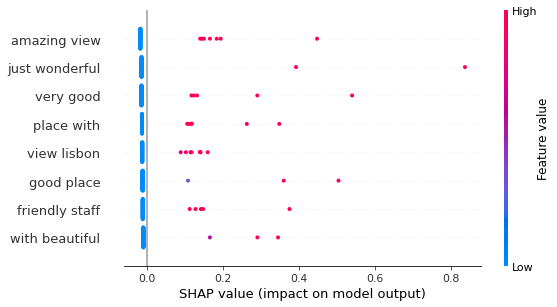 High
amazing view
just wonderful
very good
place with
view lisbon
good place
friendly staff
with beautiful
Feature value
Low
0.0 0.2 0.4 0.6 0.8
SHAP value (impact on model output)